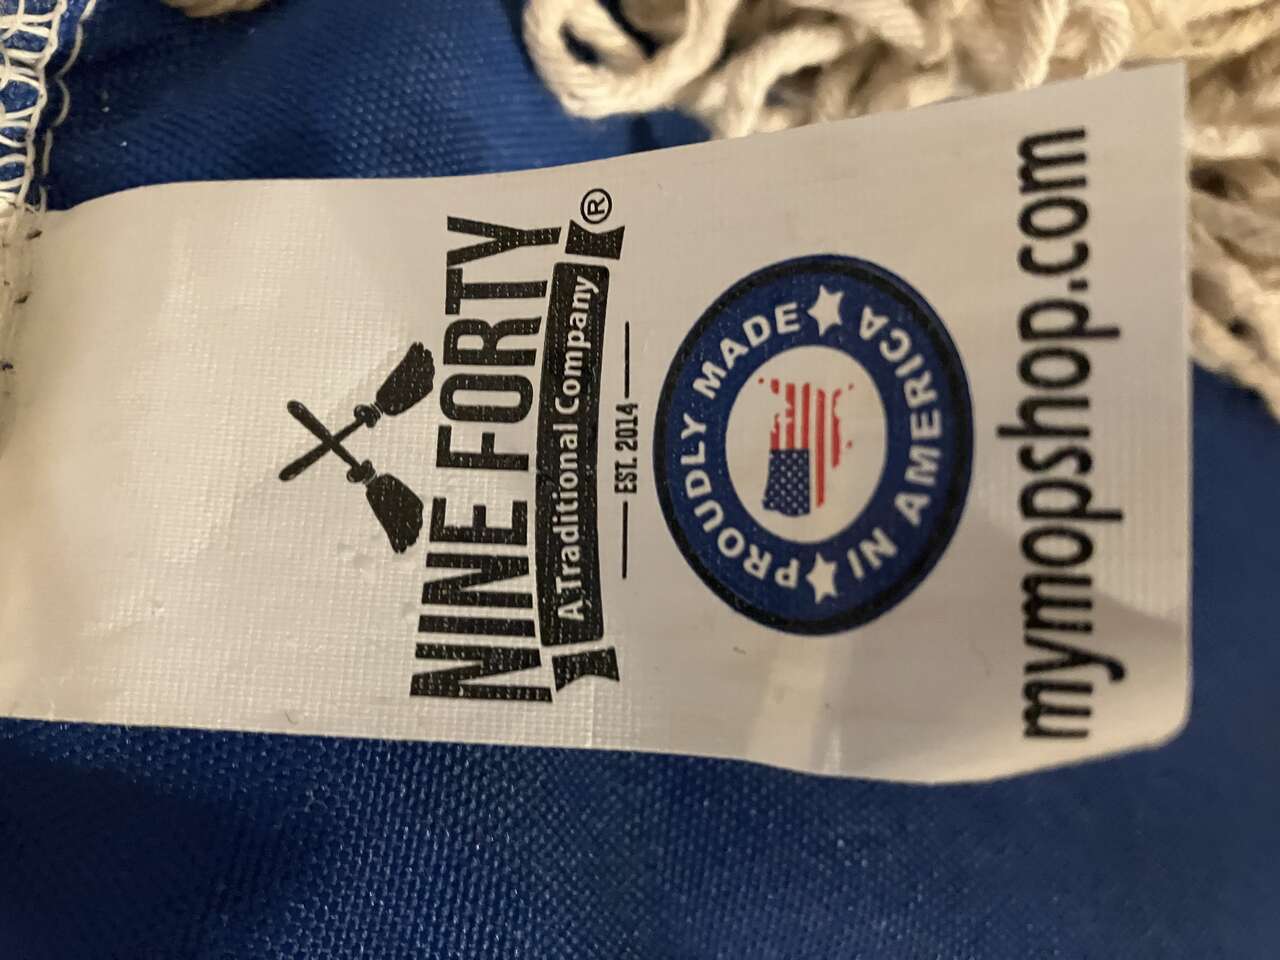 NINE FORTY
A Traditional Company
®
EST. 2014
PROUDLY MADE
IN AMERICA
mymopshop.com